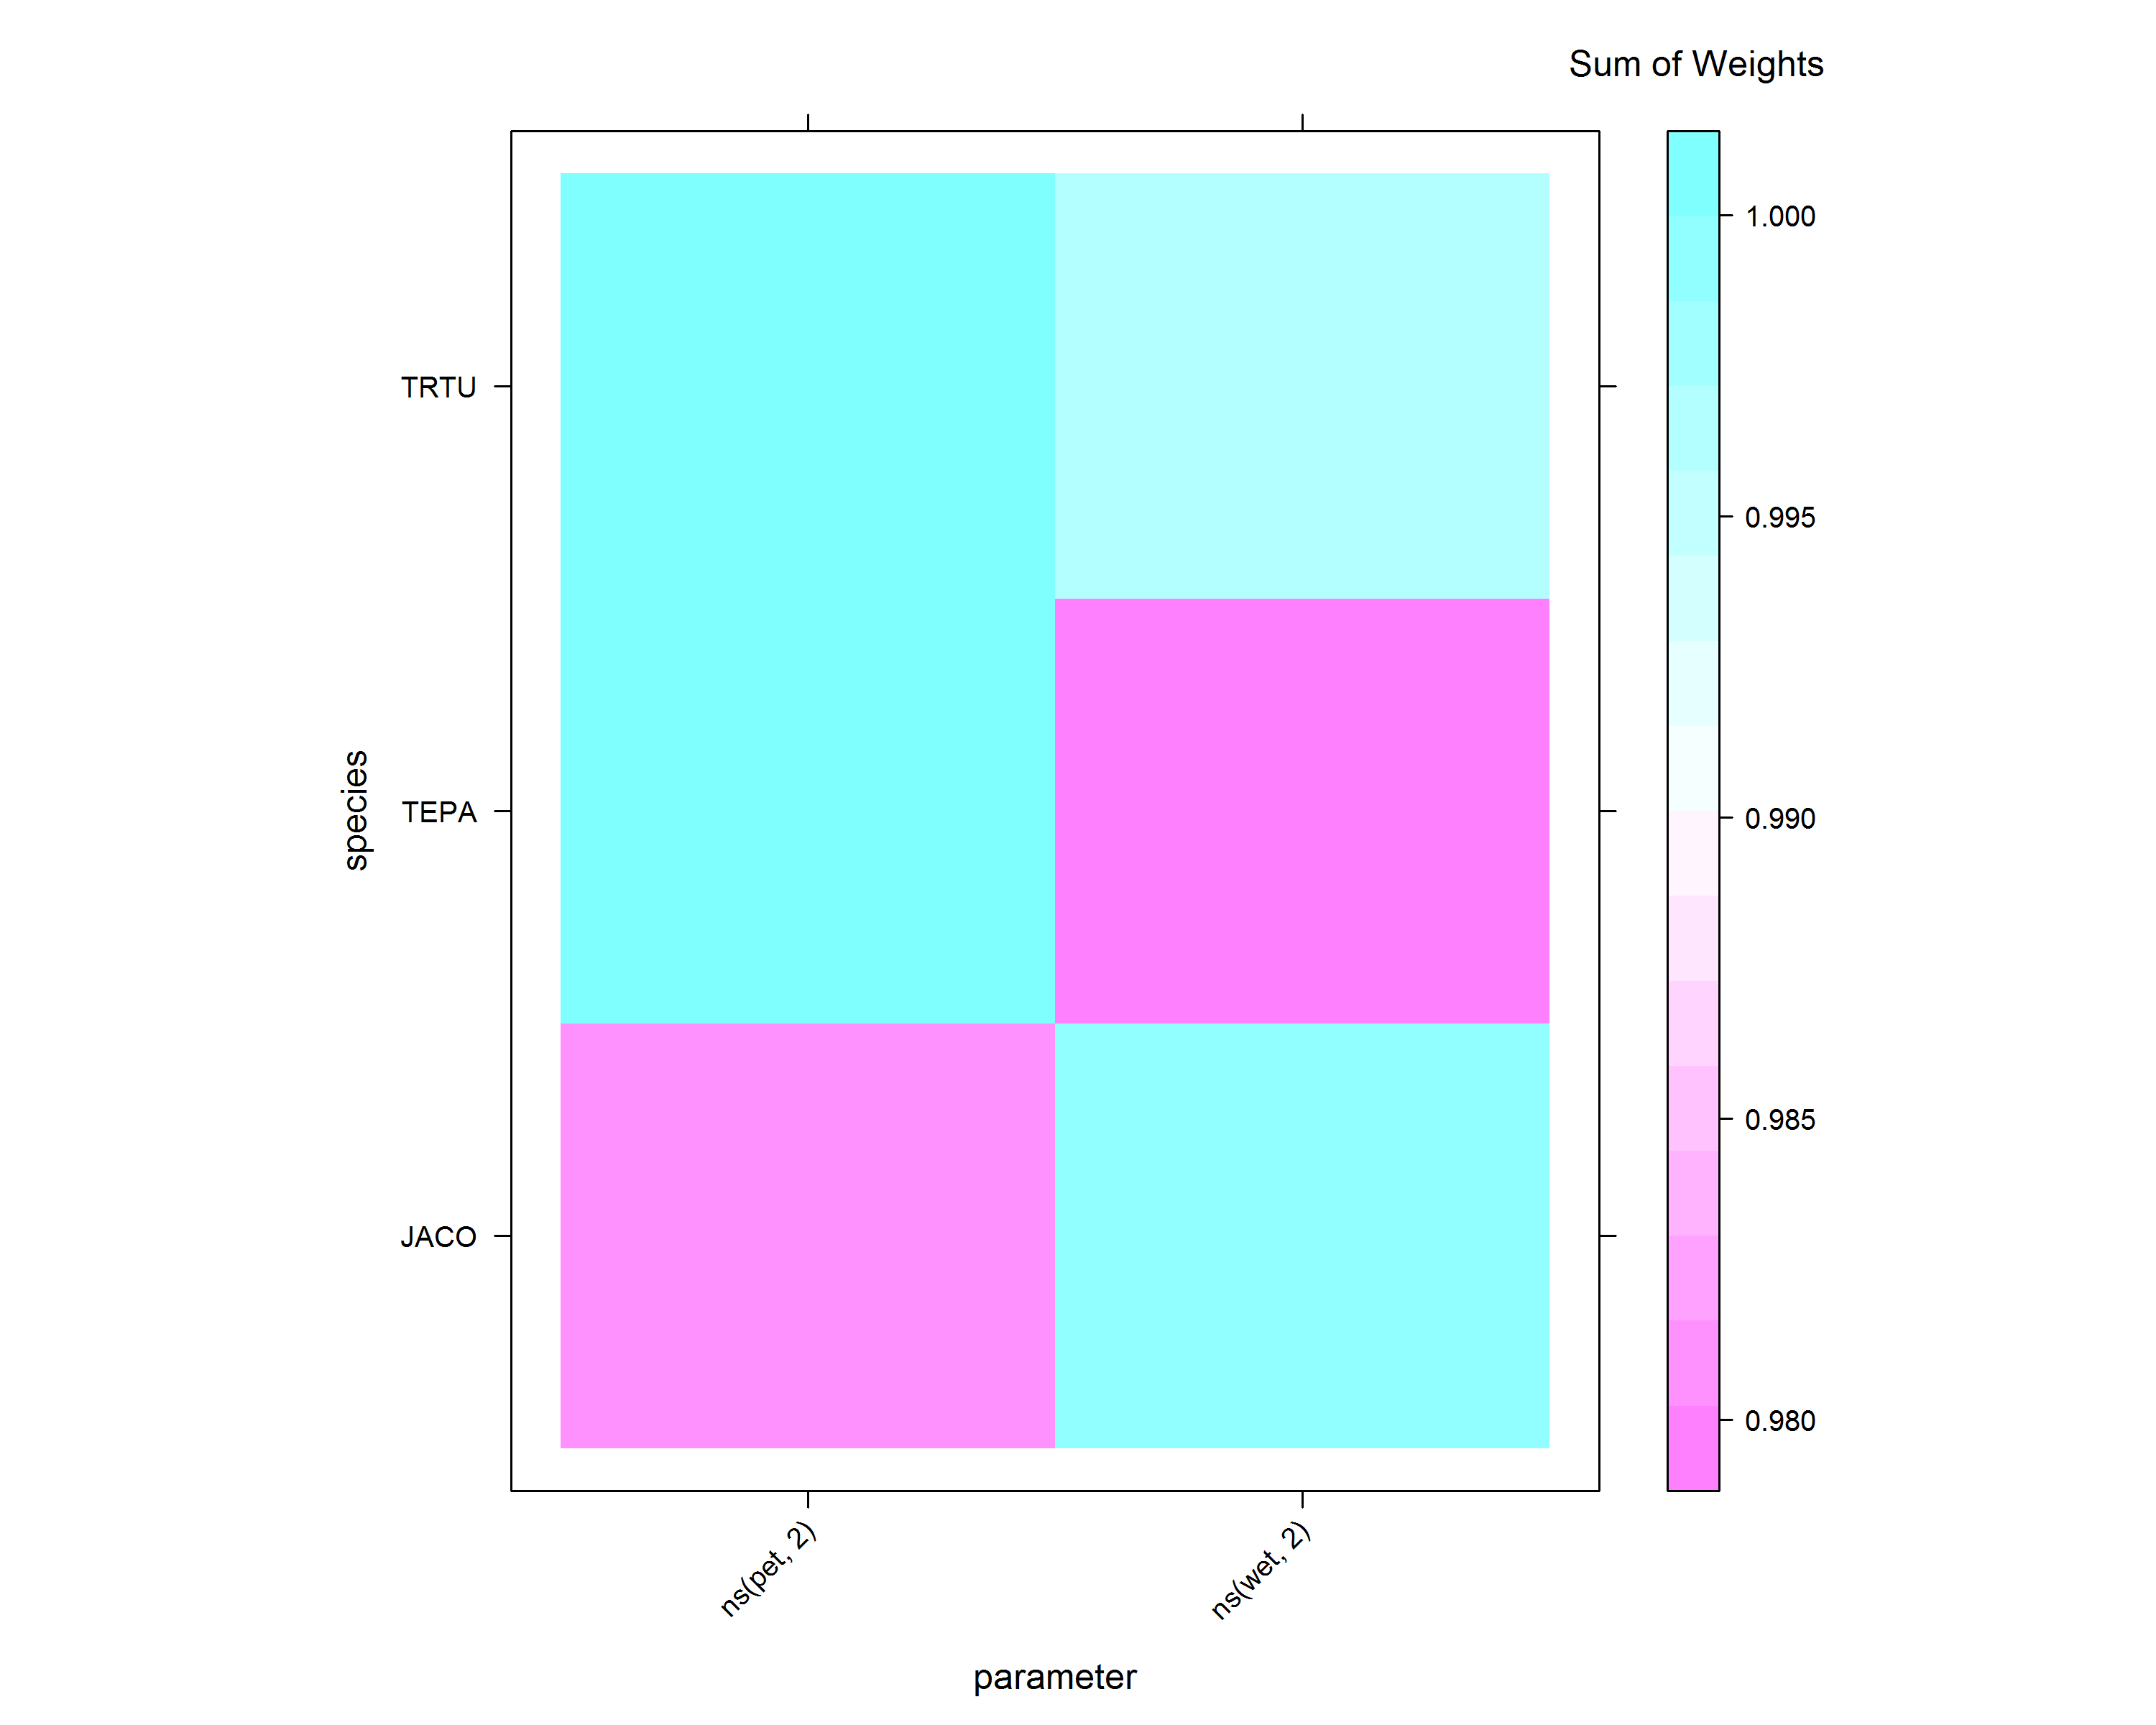 Sum of Weights
1.000
0.995
0.990
0.985
0.980
species
TRTU
TEPA
JACO
ns(pet, 2)
ns(wet, 2)
parameter